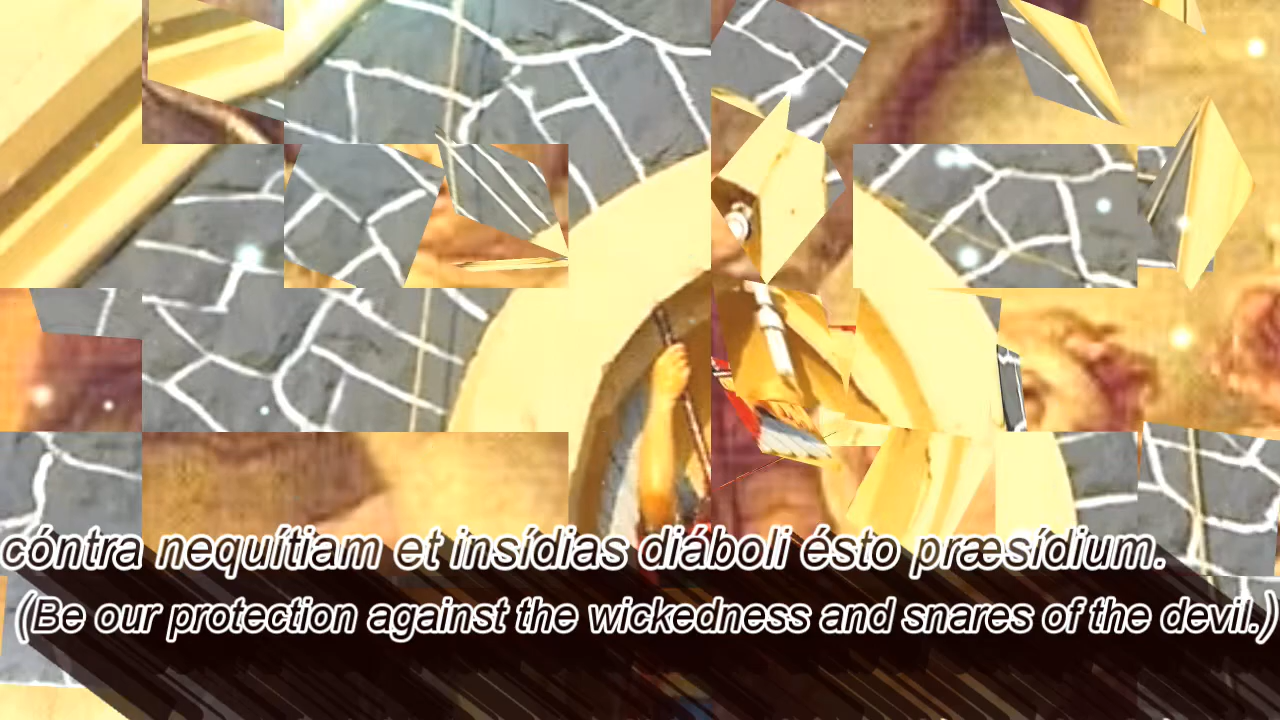 cóntra nequítiam et insídias diáboli ésto præsídium.
(Be our protection against the wickedness and snares of the devil.)